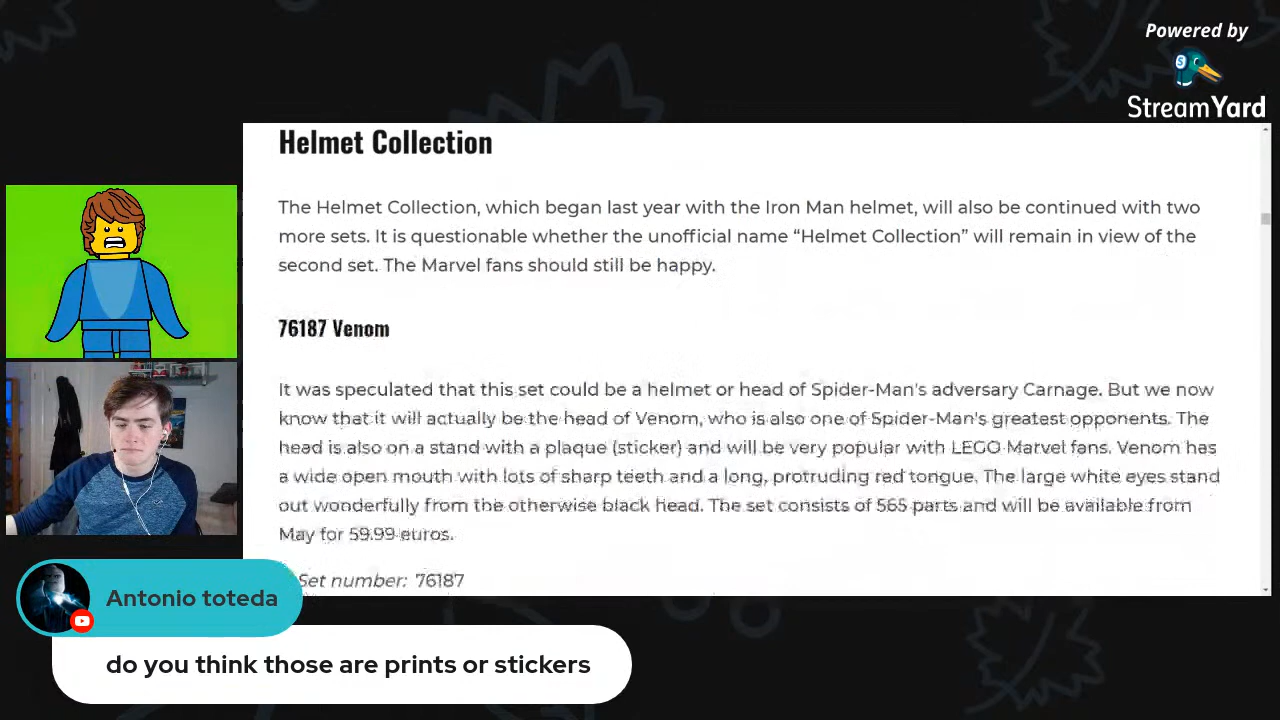 Powered by
StreamYard
Helmet Collection
The Helmet Collection, which began last year with the Iron Man helmet, will also be continued with two
more sets. It is questionable whether the unofficial name “Helmet Collection” will remain in view of the
second set. The Marvel fans should still be happy.
76187 Venom
It was speculated that this set could be a helmet or head of Spider-Man's adversary Carnage. But we now
know that it will actually be the head of Venom, who is also one of Spider-Man's greatest opponents. The
head is also on a stand with a plaque (sticker) and will be very popular with LEGO Marvel fans. Venom has
a wide open mouth with lots of sharp teeth and a long, protruding red tongue. The large white eyes stand
out wonderfully from the otherwise black head. The set consists of 565 parts and will be available from
May for 59.99 euros.
Set number: 76187
Antonio toteda
do you think those are prints or stickers